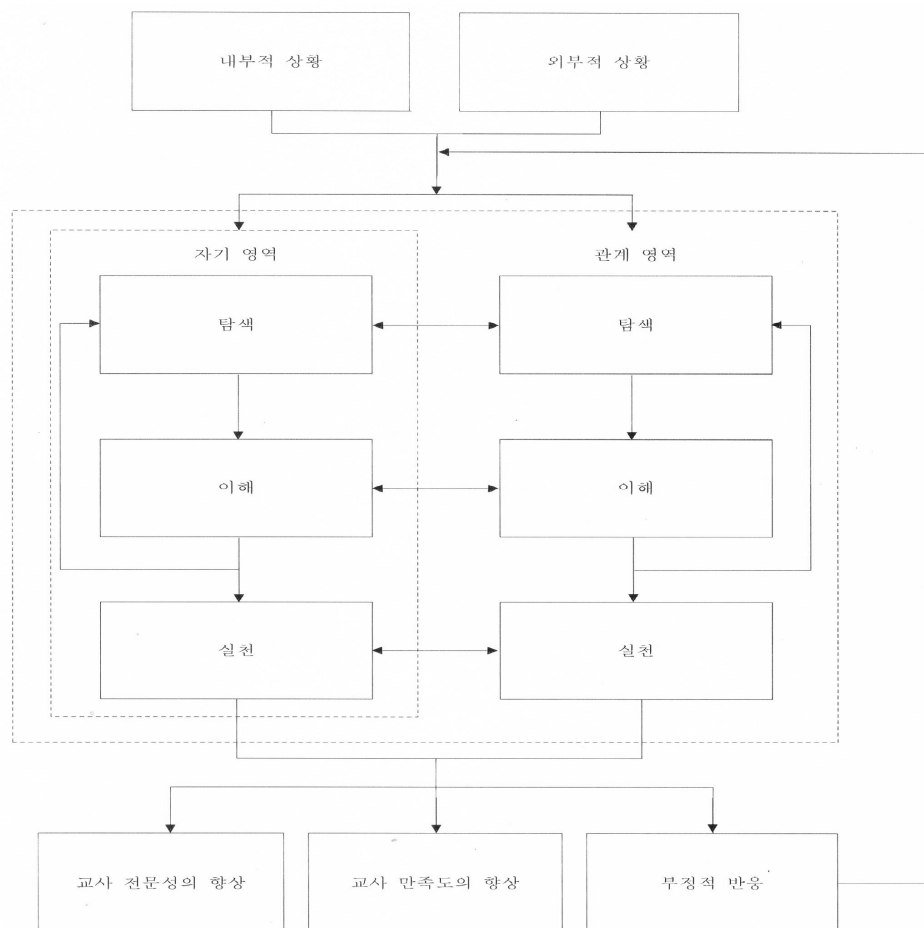 내부적 상황
외부적 상황
자기 영역
관계 영역
탐색
탐색
이해
이해
실천
실천
교사 전문성의 향상
교사 만족도의 향상
부정적 반응